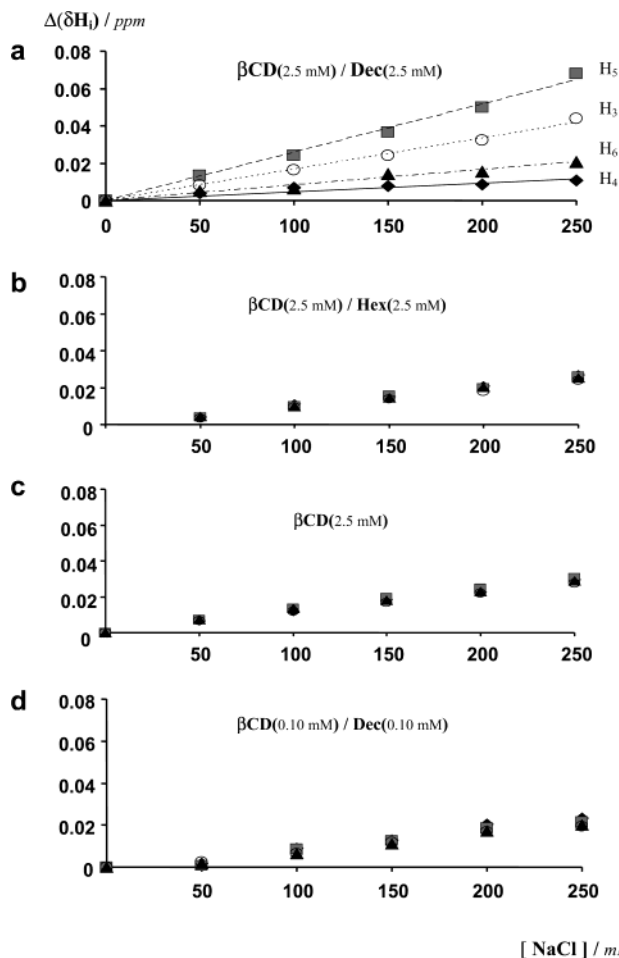 Δ(δHᵢ) / ppm
a
βCD(2.5 mM) / Dec(2.5 mM)
0.08
0.06
0.04
0.02
0
H₅
H₃
H₆
H₄
0 50 100 150 200 250
b
βCD(2.5 mM) / Hex(2.5 mM)
0.08
0.06
0.04
0.02
0
50 100 150 200 250
c
βCD(2.5 mM)
0.08
0.06
0.04
0.02
0
50 100 150 200 250
d
βCD(0.10 mM) / Dec(0.10 mM)
0.08
0.06
0.04
0.02
0
50 100 150 200 250
[ NaCl ] /